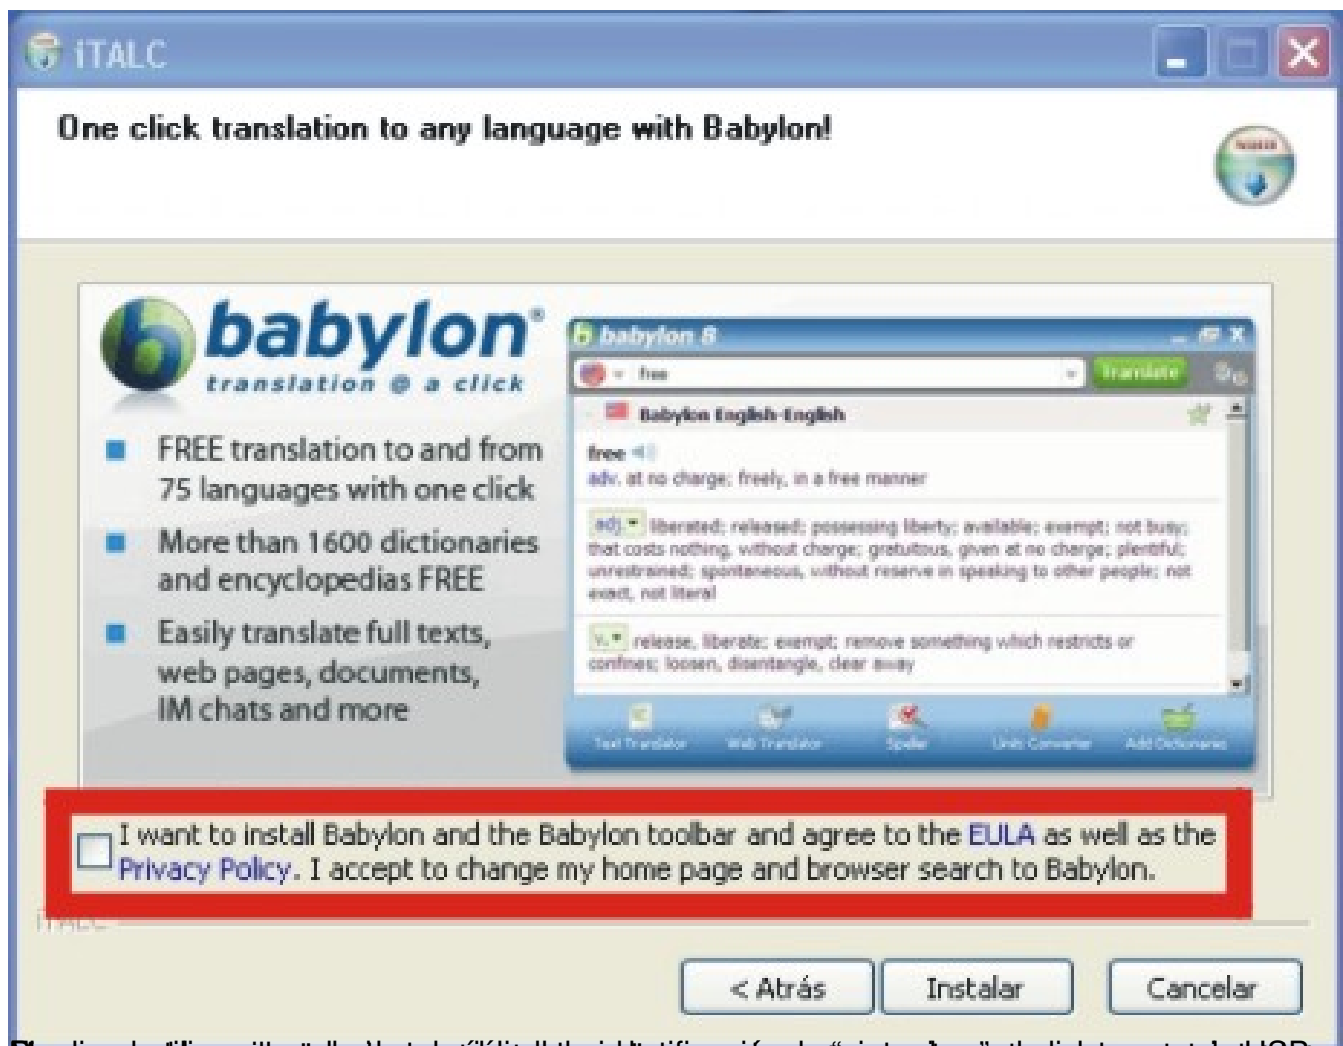 iTALC
One click translation to any language with Babylon!
babylon®
translation @ a click
FREE translation to and from
75 languages with one click
More than 1600 dictionaries
and encyclopedias FREE
Easily translate full texts,
web pages, documents,
IM chats and more
babylon 8
free
Translate
Babylon English-English
free
adv. at no charge; freely, in a free manner
adj. liberated; released; possessing liberty; available; exempt; not busy;
that costs nothing, without charge; gratuitous, given at no charge; plentiful;
unrestrained; spontaneous, without reserve in speaking to other people; not
exact, not literal
v. release, liberate; exempt; remove something which restricts or
confines; loosen, disentangle, clear away
Text Translator Web Translator Speller Units Converter Add Dictionaries
I want to install Babylon and the Babylon toolbar and agree to the EULA as well as the
Privacy Policy. I accept to change my home page and browser search to Babylon.
iTALC
< Atrás Instalar Cancelar